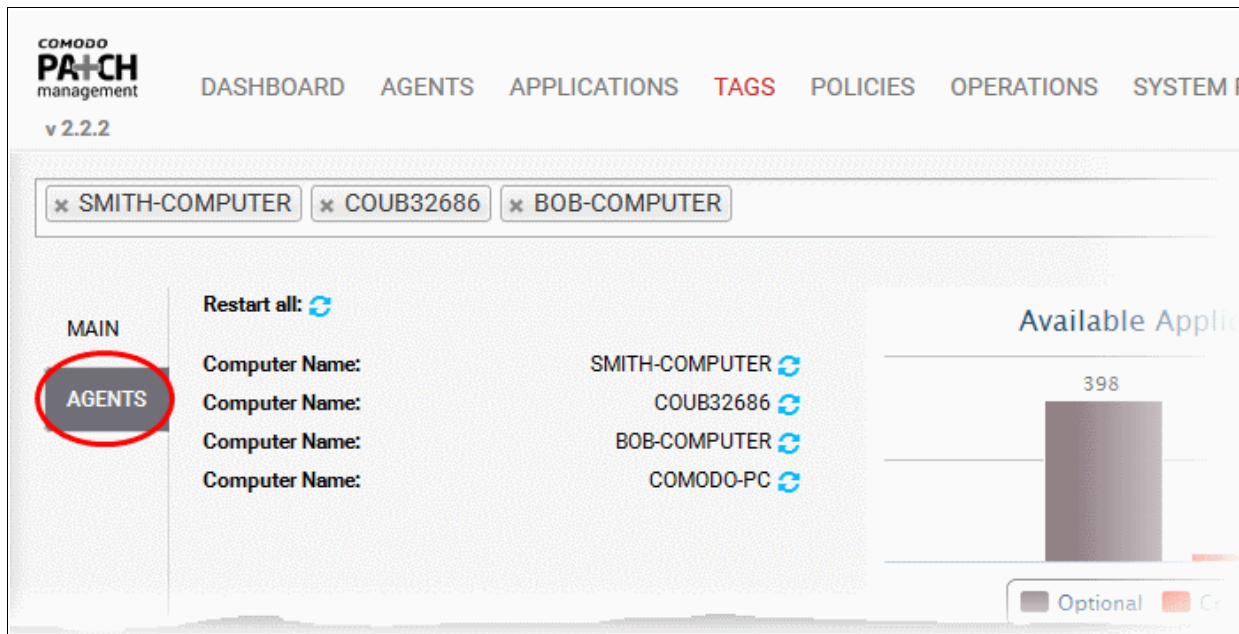 COMODO
PATCH
management
v 2.2.2
DASHBOARD AGENTS APPLICATIONS TAGS POLICIES OPERATIONS SYSTEM
× SMITH-COMPUTER × COUB32686 × BOB-COMPUTER
MAIN
AGENTS
Restart all:
Computer Name: SMITH-COMPUTER
Computer Name: COUB32686
Computer Name: BOB-COMPUTER
Computer Name: COMODO-PC
Available
398
Optional